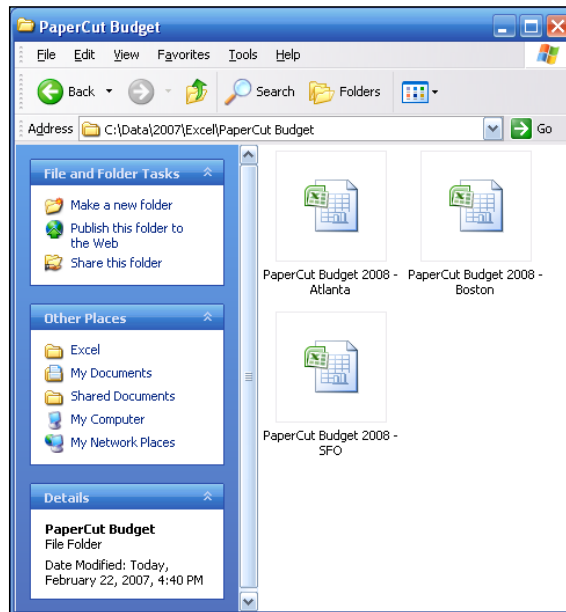 PaperCut Budget
File Edit View Favorites Tools Help
Back Search Folders
Address C:\Data\2007\Excel\PaperCut Budget Go
File and Folder Tasks
Make a new folder
Publish this folder to
the Web
Share this folder
Other Places
Excel
My Documents
Shared Documents
My Computer
My Network Places
Details
PaperCut Budget
File Folder
Date Modified: Today,
February 22, 2007, 4:40 PM
PaperCut Budget 2008 -
Atlanta
PaperCut Budget 2008 -
Boston
PaperCut Budget 2008 -
SFO